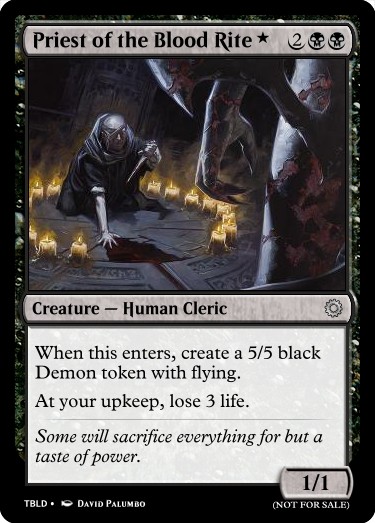 Priest of the Blood Rite★ 2
Creature — Human Cleric
When this enters, create a 5/5 black
Demon token with flying.
At your upkeep, lose 3 life.
Some will sacrifice everything for but a
taste of power.
1/1
TBLD • David Palumbo
(NOT FOR SALE)